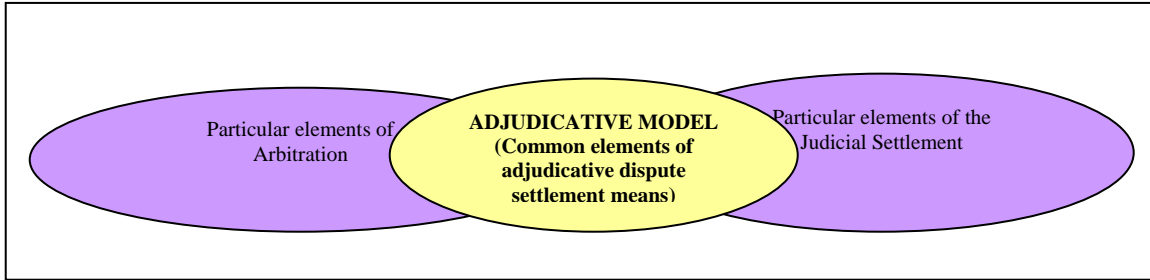 Particular elements of
Arbitration
ADJUDICATIVE MODEL
(Common elements of
adjudicative dispute
settlement means)
Particular elements of the
Judicial Settlement